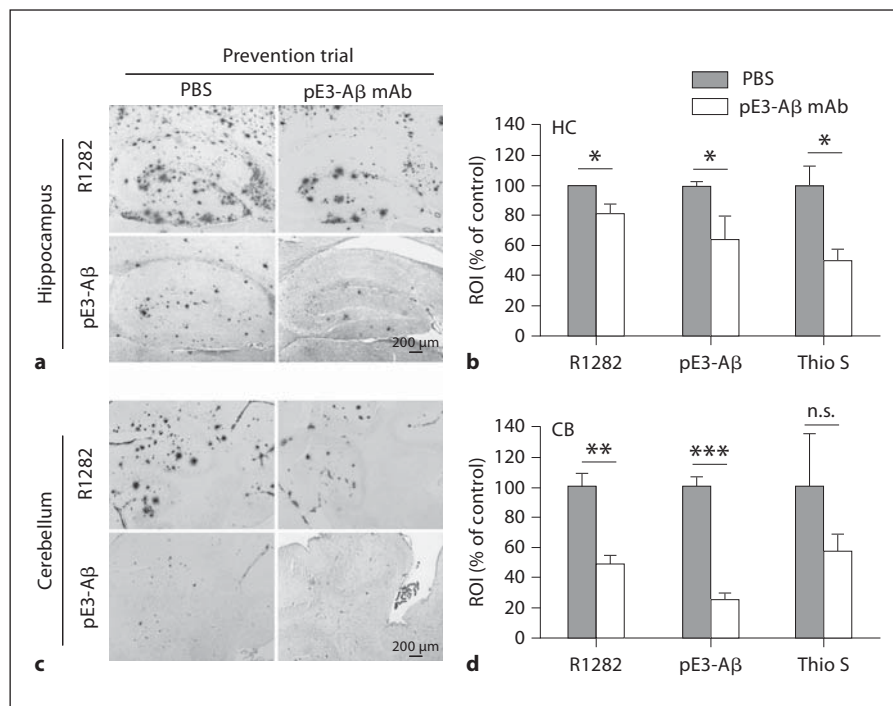 Prevention trial
PBS
pE3-Aβ mAb
Hippocampus
R1282
pE3-Aβ
200 μm
a
PBS
pE3-Aβ mAb
HC
ROI (% of control)
140
120
100
80
60
40
20
0
*
*
*
R1282
pE3-Aβ
Thio S
b
Cerebellum
R1282
pE3-Aβ
200 μm
c
CB
ROI (% of control)
140
120
100
80
60
40
20
0
**
***
n.s.
R1282
pE3-Aβ
Thio S
d